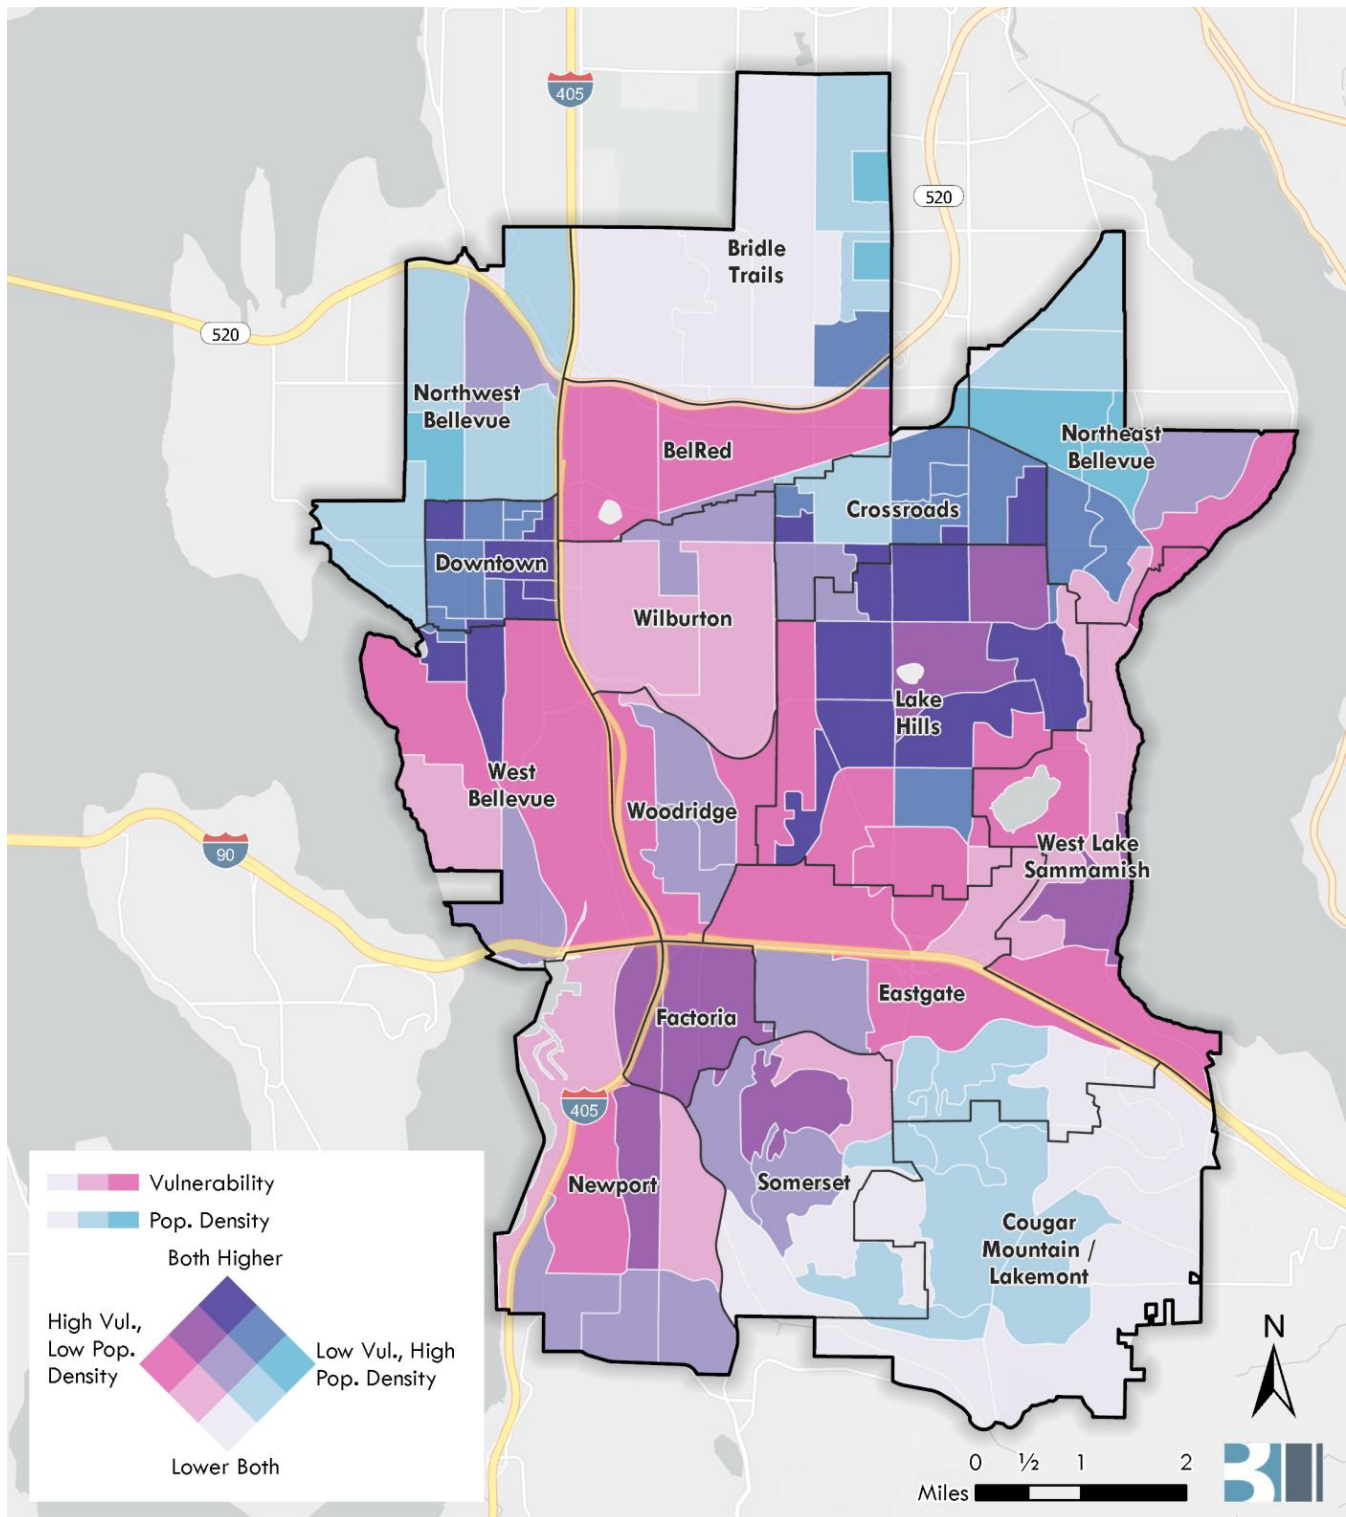 405
520
Bridle
Trails
520
Northwest
Bellevue
BelRed
Northeast
Bellevue
Crossroads
Downtown
Wilburton
Lake
Hills
West
Bellevue
Woodridge
90
West Lake
Sammamish
Eastgate
Factoria
405
Newport
Somerset
Cougar
Mountain /
Lakemont
Vulnerability
Pop. Density
Both Higher
High Vul.,
Low Pop.
Density
Low Vul., High
Pop. Density
Lower Both
N
0 ½ 1 2
Miles